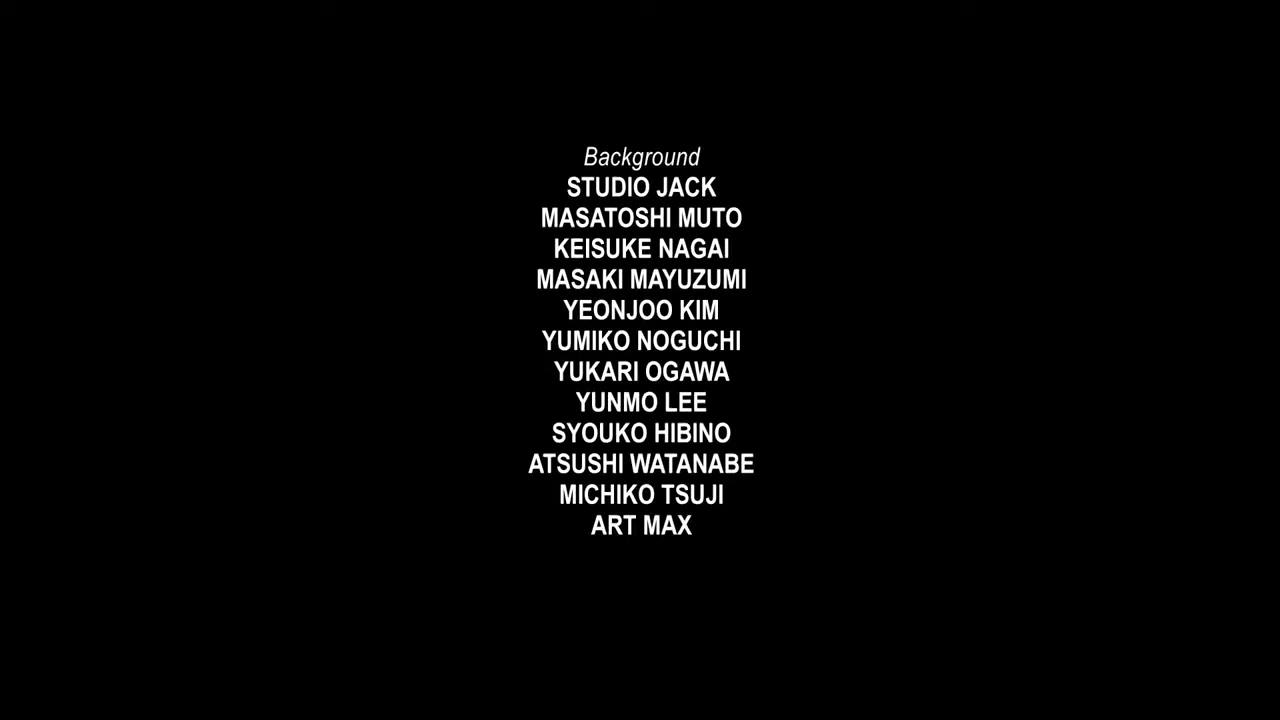 Background
STUDIO JACK
MASATOSHI MUTO
KEISUKE NAGAI
MASAKI MAYUZUMI
YEONJOO KIM
YUMIKO NOGUCHI
YUKARI OGAWA
YUNMO LEE
SYOUKO HIBINO
ATSUSHI WATANABE
MICHIKO TSUJI
ART MAX